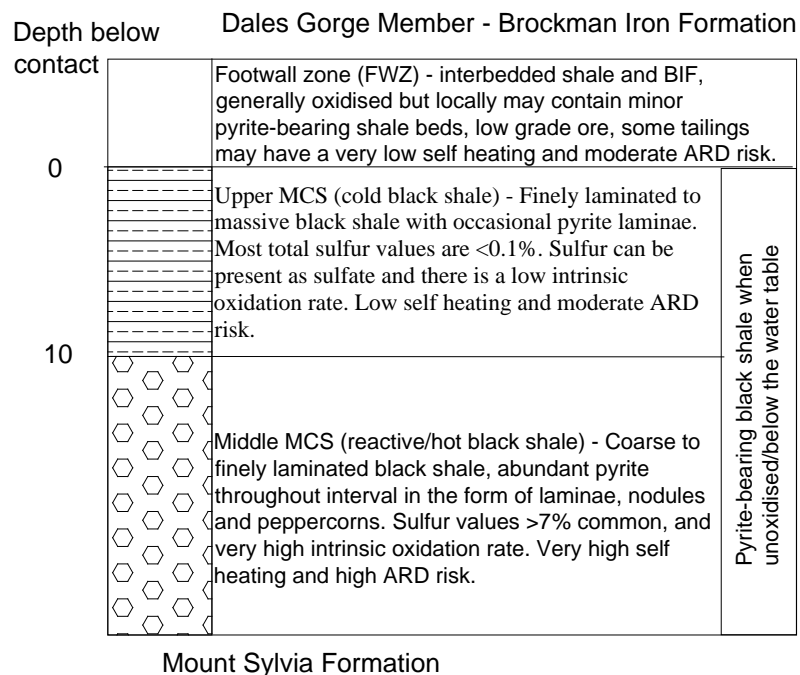 Dales Gorge Member - Brockman Iron Formation
Depth below
contact
Footwall zone (FWZ) - interbedded shale and BIF,
generally oxidised but locally may contain minor
pyrite-bearing shale beds, low grade ore, some tailings
may have a very low self heating and moderate ARD risk.
0
Upper MCS (cold black shale) - Finely laminated to
massive black shale with occasional pyrite laminae.
Most total sulfur values are <0.1%. Sulfur can be
present as sulfate and there is a low intrinsic
oxidation rate. Low self heating and moderate ARD
risk.
10
Middle MCS (reactive/hot black shale) - Coarse to
finely laminated black shale, abundant pyrite
throughout interval in the form of laminae, nodules
and peppercorns. Sulfur values >7% common, and
very high intrinsic oxidation rate. Very high self
heating and high ARD risk.
Pyrite-bearing black shale when
unoxidised/below the water table
Mount Sylvia Formation